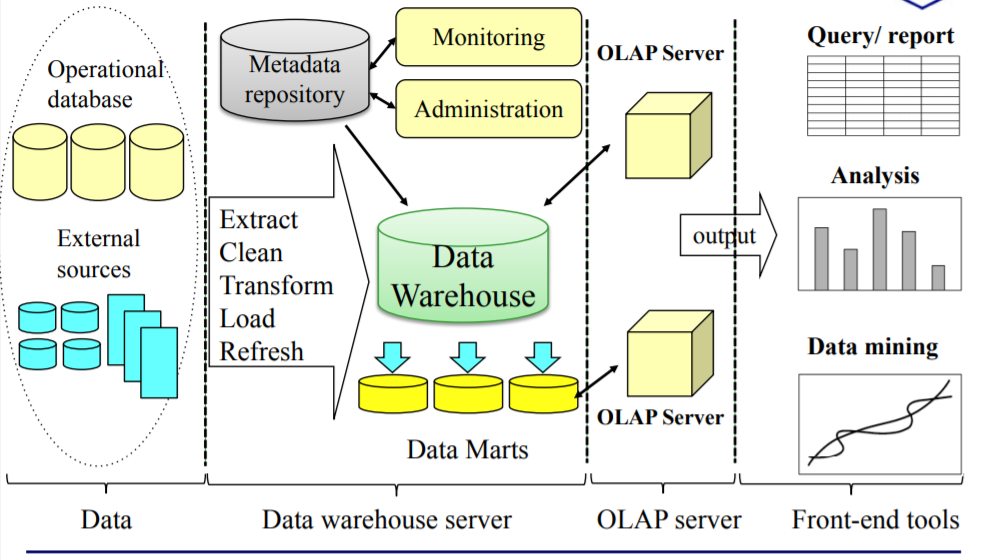 Operational
database
External
sources
Metadata
repository
Monitoring
Administration
Extract
Clean
Transform
Load
Refresh
Data
Warehouse
Data Marts
OLAP Server
OLAP Server
output
Query/ report
Analysis
Data mining
Data
Data warehouse server
OLAP server
Front-end tools